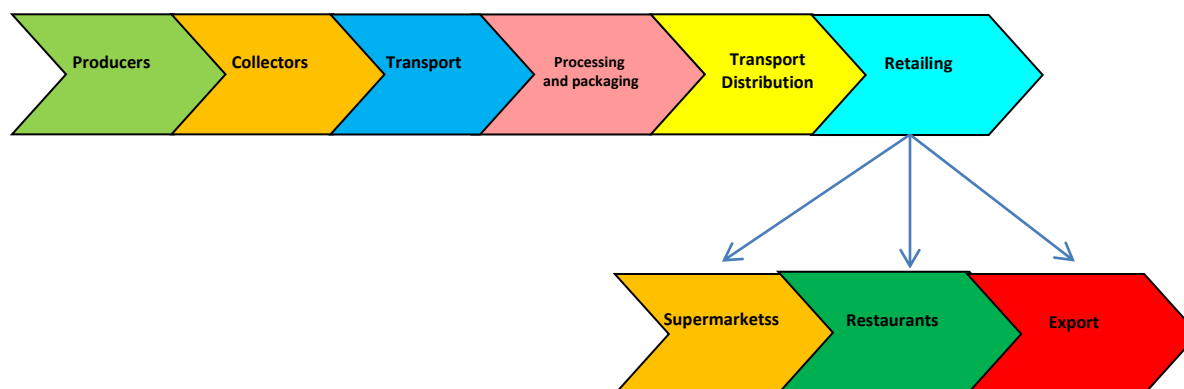 Producers
Collectors
Transport
Processing
and packaging
Transport
Distribution
Retailing
Supermarketss
Restaurants
Export